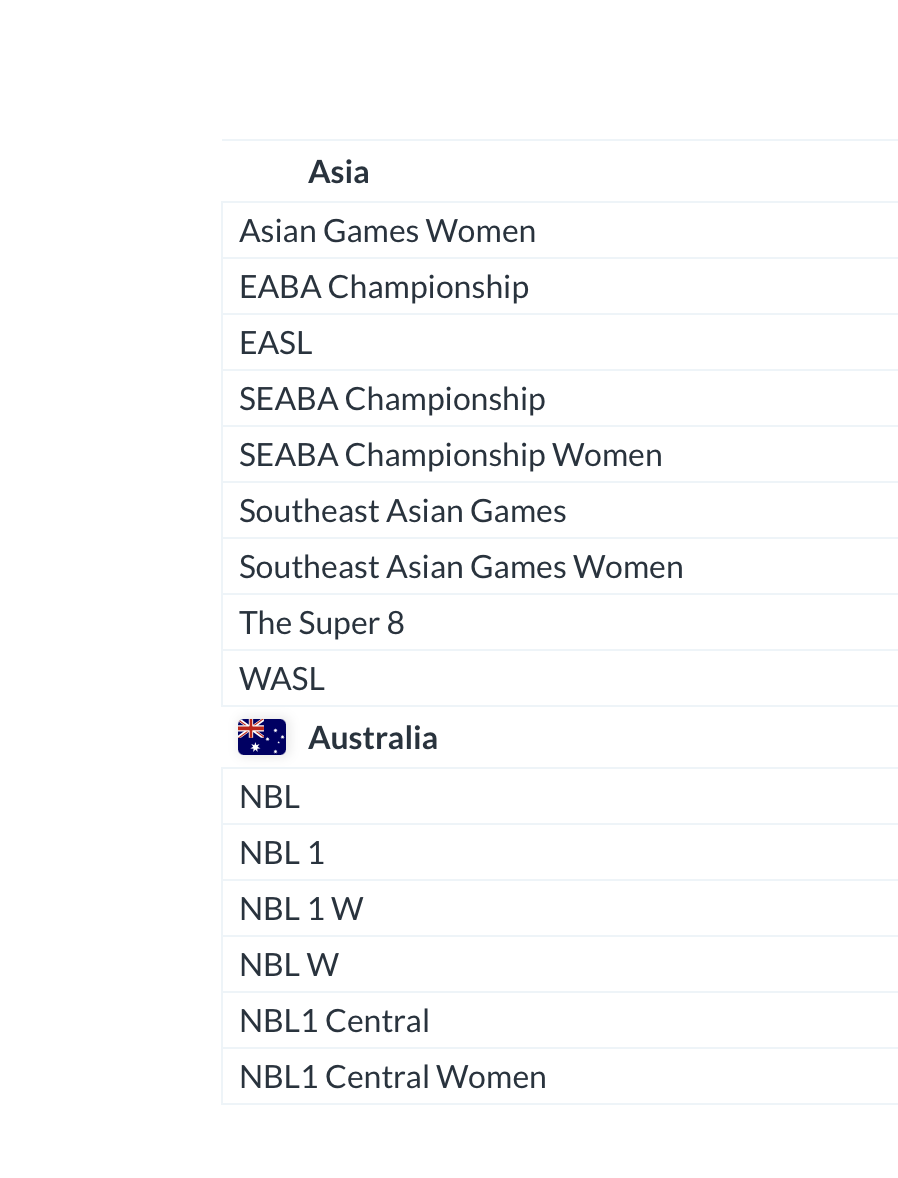 Asia
Asian Games Women
EABA Championship
EASL
SEABA Championship
SEABA Championship Women
Southeast Asian Games
Southeast Asian Games Women
The Super 8
WASL
Australia
NBL
NBL 1
NBL 1 W
NBL W
NBL1 Central
NBL1 Central Women